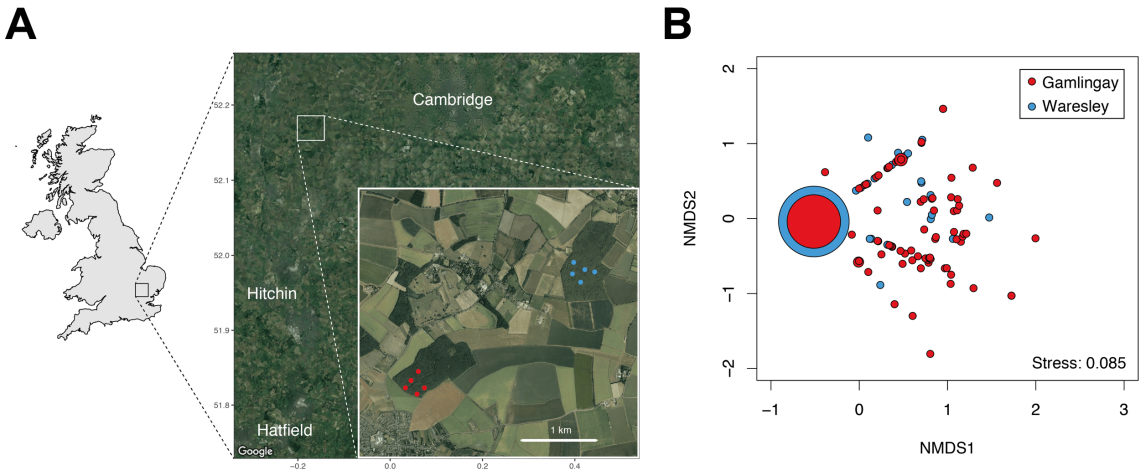 A
B
52.2
52.1
52.0
51.9
51.8
Cambridge
Hitchin
Hatfield
Google
1 km
−0.2
0.0
0.2
0.4
NMDS2
2
1
0
−1
−2
Gamlingay
Waresley
Stress: 0.085
−1
0
1
2
3
NMDS1